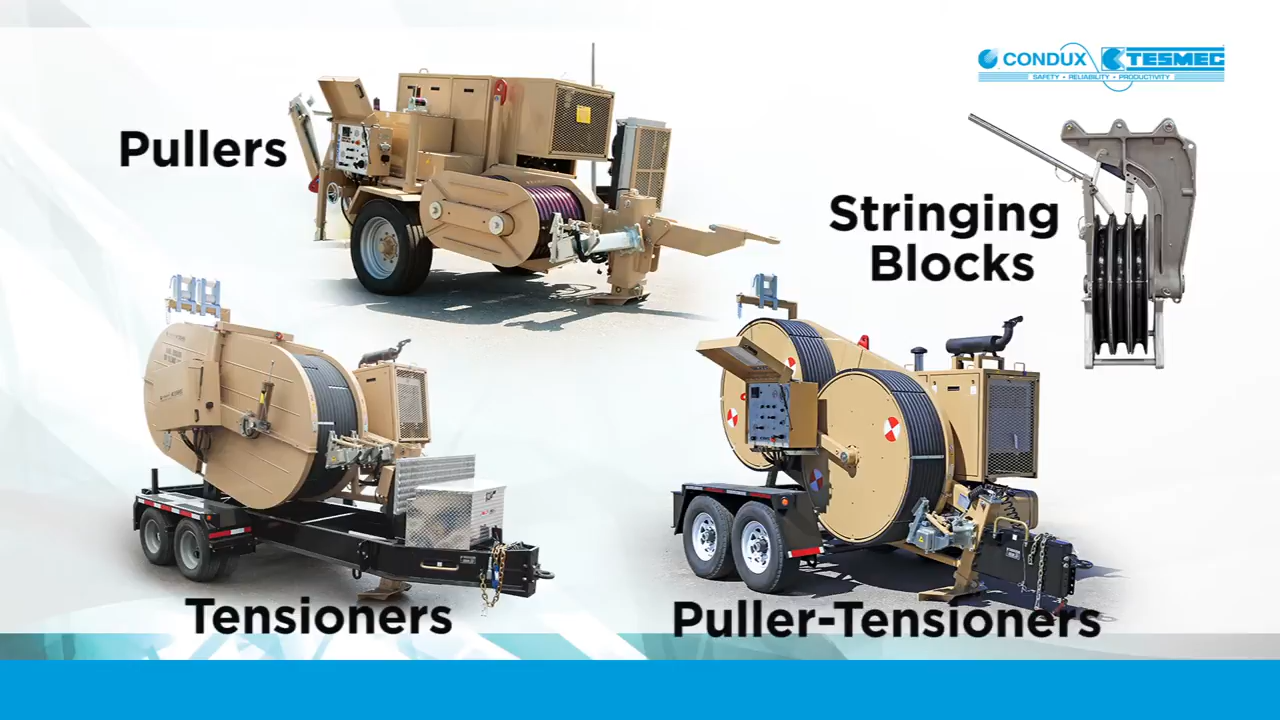 CONDUX TESMEC
SAFETY • RELIABILITY • PRODUCTIVITY
Pullers
Stringing
Blocks
Tensioners
Puller-Tensioners